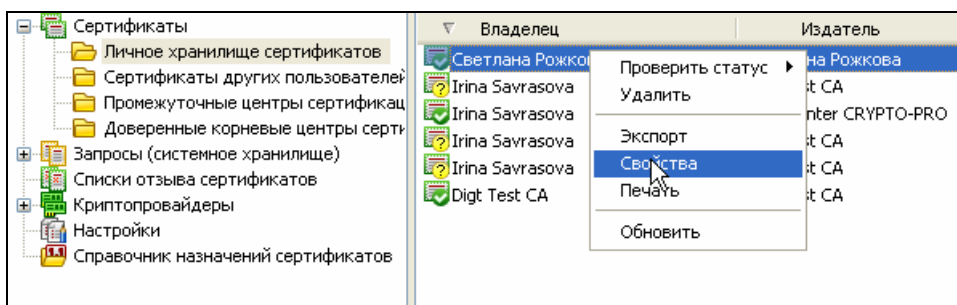 Сертификаты
Личное хранилище сертификатов
Сертификаты других пользователей
Промежуточные центры сертификац
Доверенные корневые центры серти
Запросы (системное хранилище)
Списки отзыва сертификатов
Криптопровайдеры
Настройки
Справочник назначений сертификатов
Владелец Издатель
Светлана Рожков на Рожкова
Irina Savrasova st CA
Irina Savrasova nter CRYPTO-PRO
Irina Savrasova st CA
Irina Savrasova st CA
Digt Test CA st CA
Проверить статус
Удалить
Экспорт
Свойства
Печать
Обновить